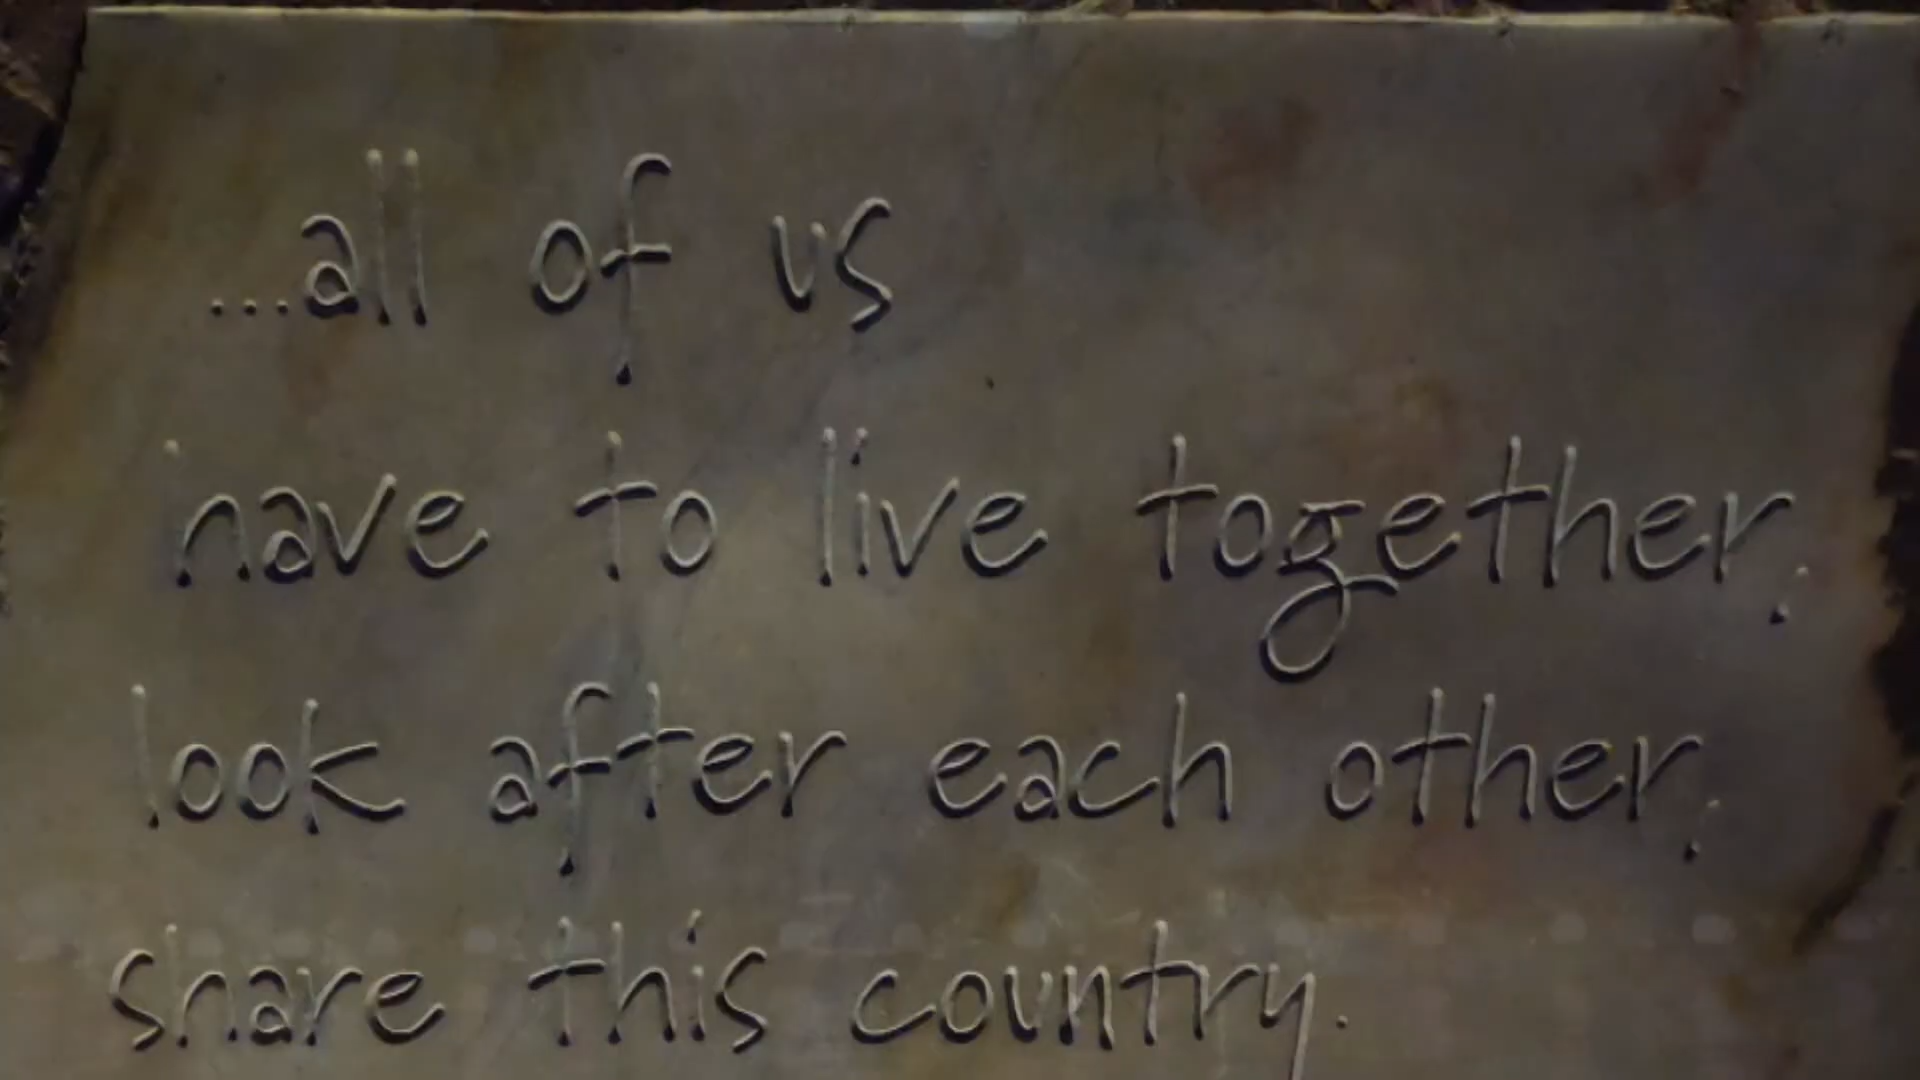 ...all of us
have to live together,
look after each other,
share this country.